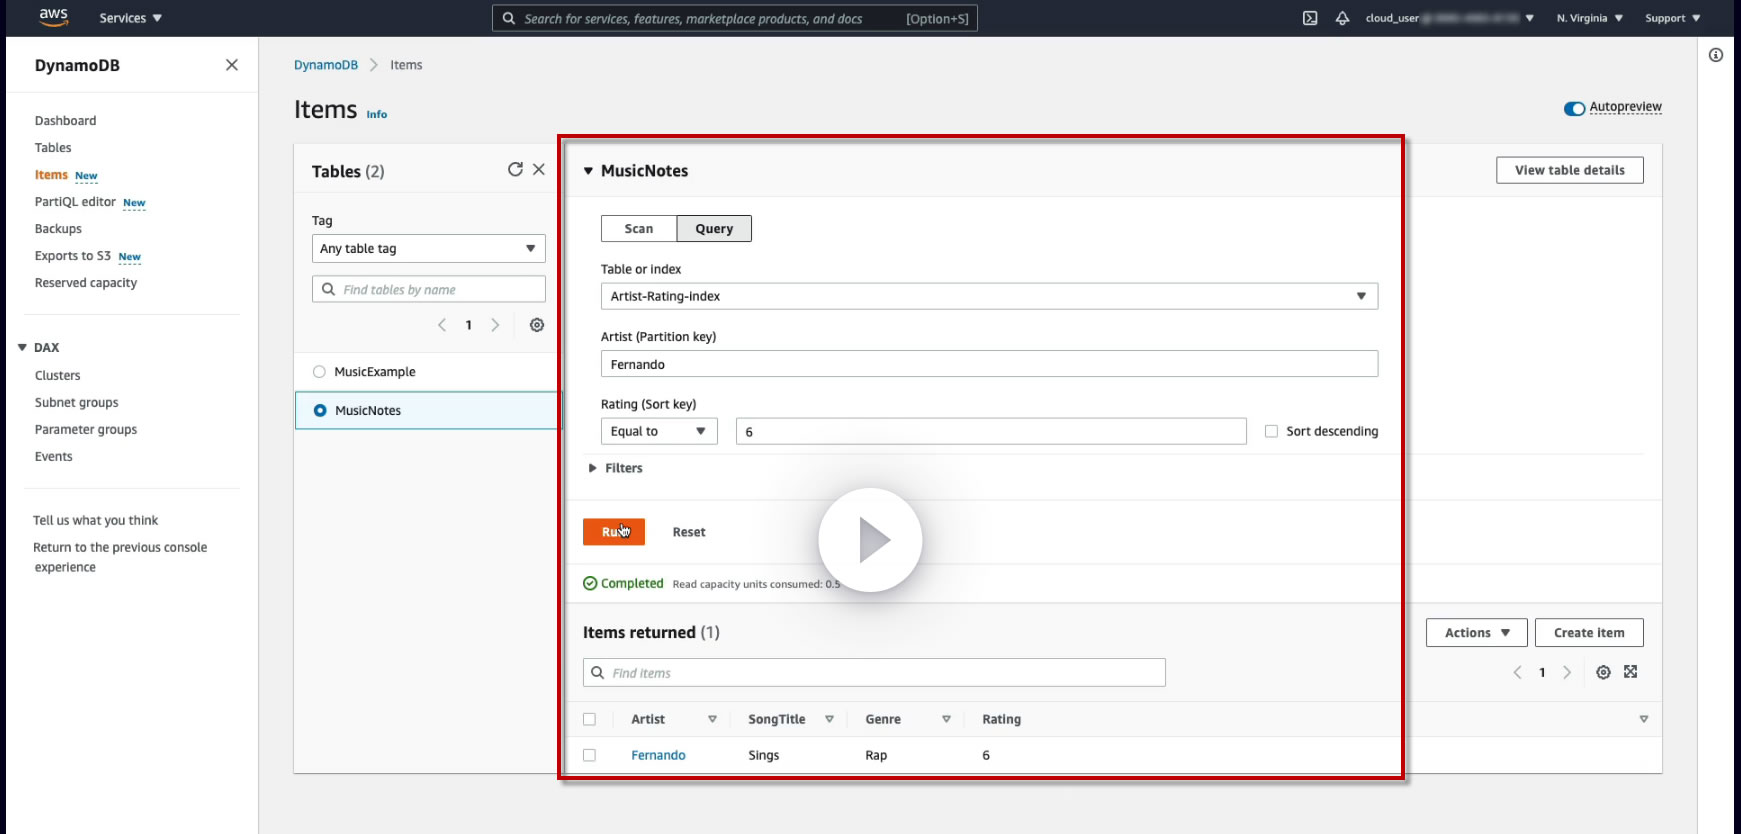 aws Services Search for services, features, marketplace products, and docs [Option+S] cloud_user N. Virginia Support
DynamoDB
Dashboard
Tables
Items New
PartiQL editor New
Backups
Exports to S3 New
Reserved capacity
DAX
Clusters
Subnet groups
Parameter groups
Events
Tell us what you think
Return to the previous console
experience
DynamoDB Items
Items Info
Autopreview
Tables (2)
Tag
Any table tag
Find tables by name
1
MusicExample
MusicNotes
MusicNotes
View table details
Scan Query
Table or index
Artist-Rating-index
Artist (Partition key)
Fernando
Rating (Sort key)
Equal to 6 Sort descending
Filters
Reset
Completed Read capacity units consumed: 0.5
Items returned (1)
Actions Create item
Find items
1
Artist SongTitle Genre Rating
Fernando Sings Rap 6